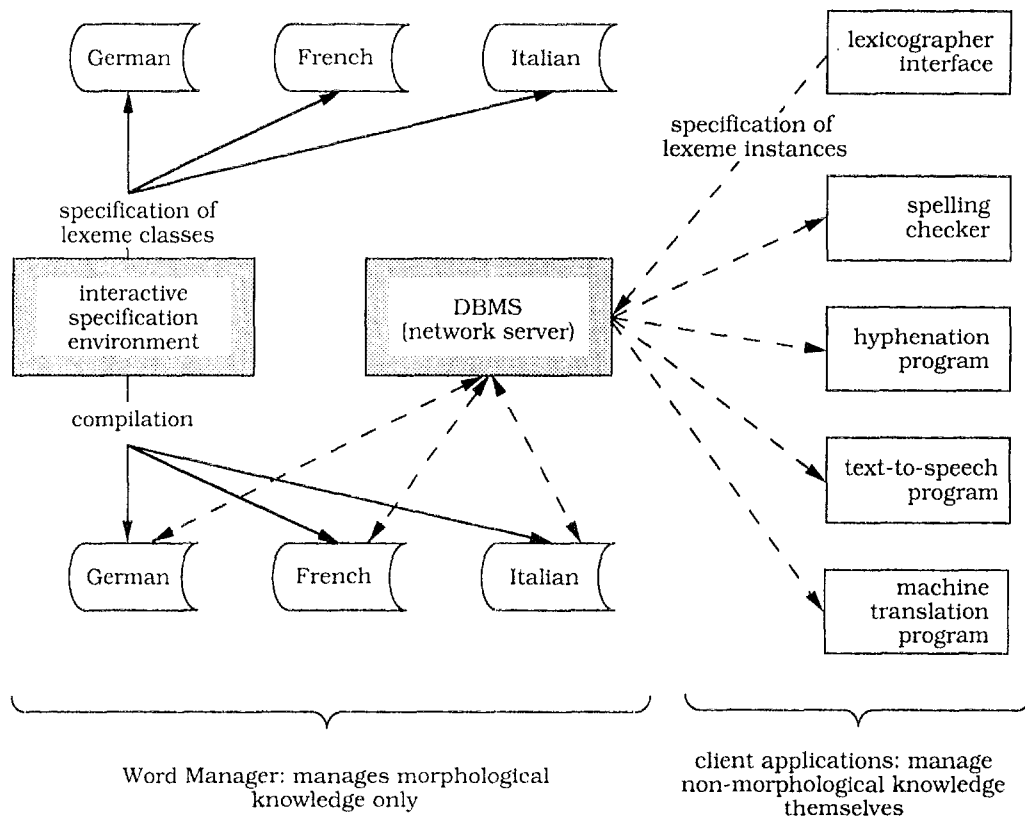 German
French
Italian
lexicographer
interface
specification of
lexeme instances
specification of
lexeme classes
spelling
checker
interactive
specification
environment
DBMS
(network server)
hyphenation
program
compilation
text-to-speech
program
German
French
Italian
machine
translation
program
Word Manager: manages morphological
knowledge only
client applications: manage
non-morphological knowledge
themselves